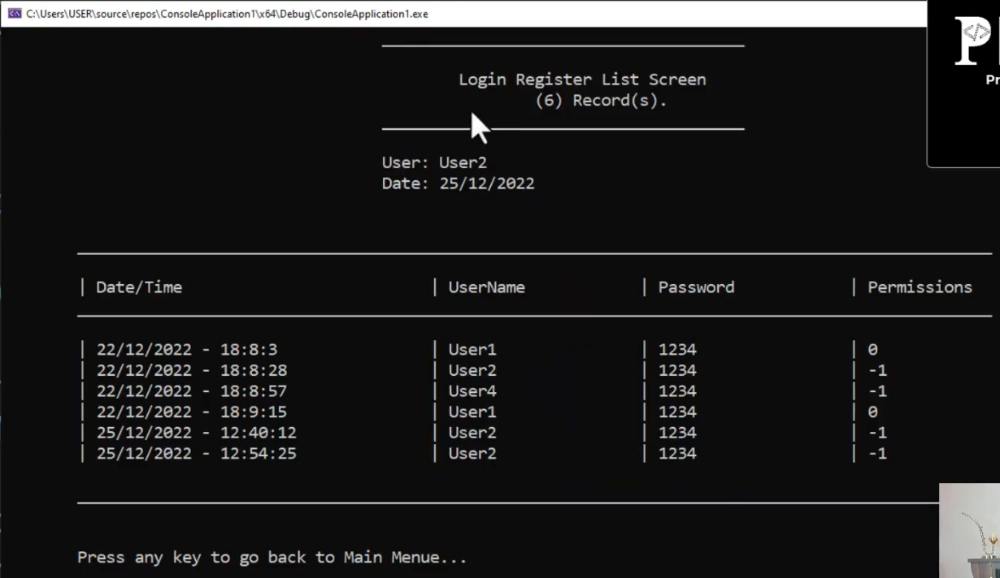 C:\Users\USER\source\repos\ConsoleApplication1\x64\Debug\ConsoleApplication1.exe
Login Register List Screen
(6) Record(s).
User: User2
Date: 25/12/2022
| Date/Time | UserName | Password | Permissions
| 22/12/2022 - 18:8:3 | User1 | 1234 | 0
| 22/12/2022 - 18:8:28 | User2 | 1234 | -1
| 22/12/2022 - 18:8:57 | User4 | 1234 | -1
| 22/12/2022 - 18:9:15 | User1 | 1234 | 0
| 25/12/2022 - 12:40:12 | User2 | 1234 | -1
| 25/12/2022 - 12:54:25 | User2 | 1234 | -1
Press any key to go back to Main Menue...